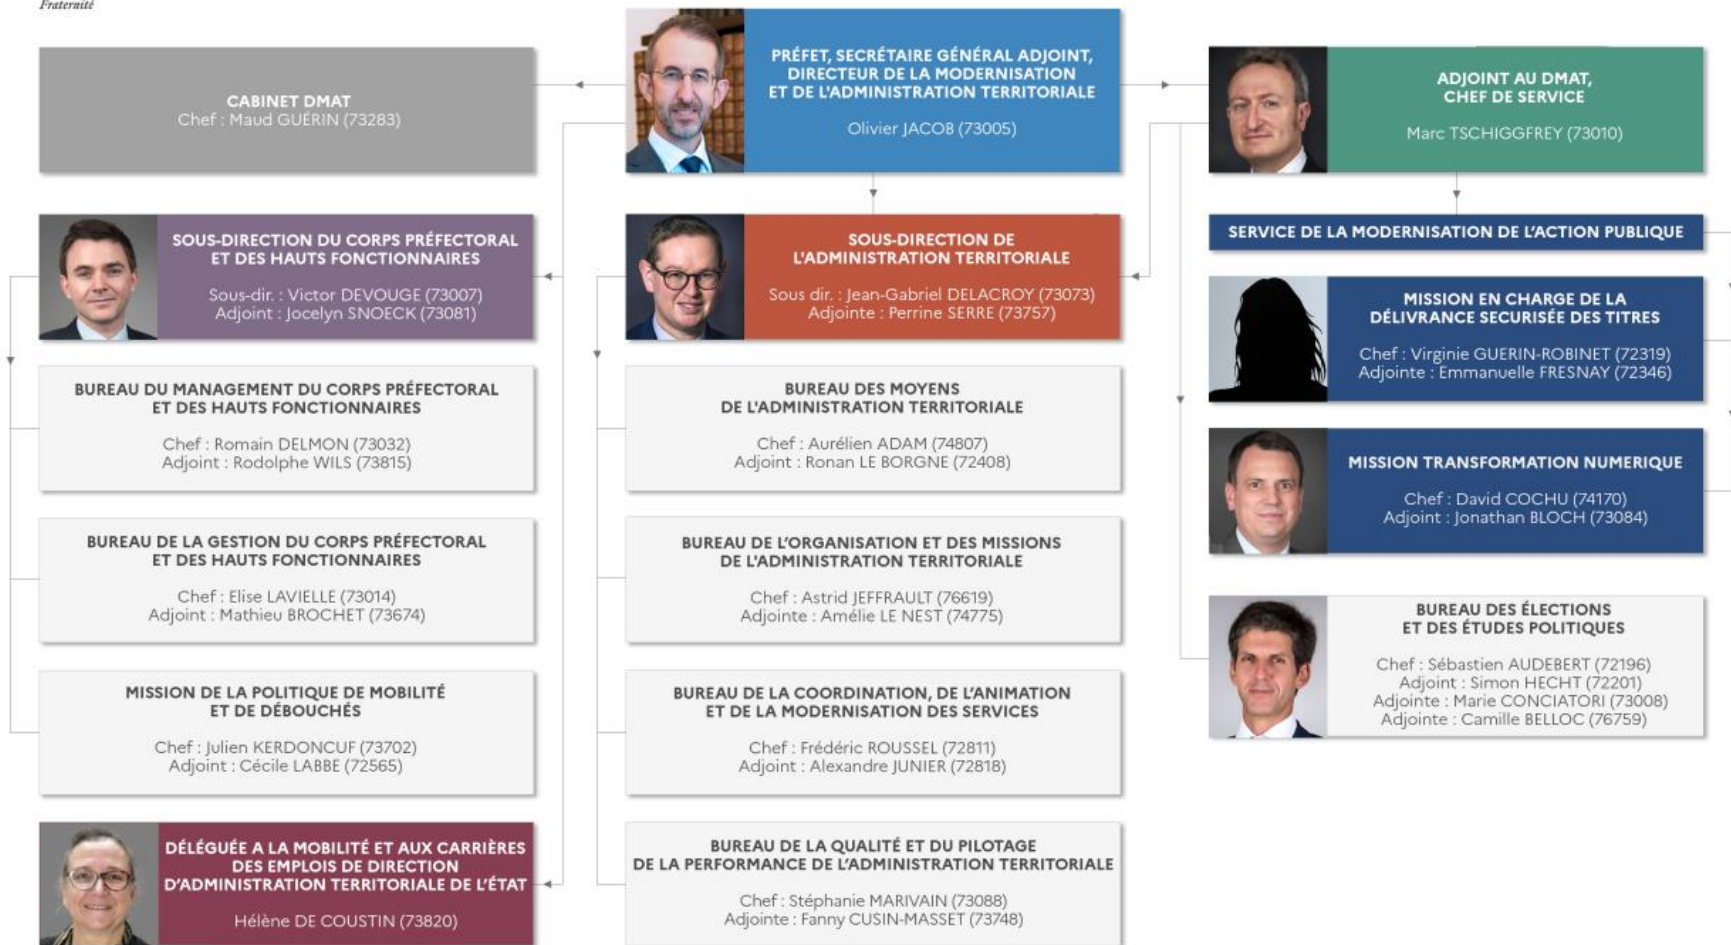 Fraternité
CABINET DMAT
Chef : Maud GUÉRIN (73283)
PRÉFET, SECRÉTAIRE GÉNÉRAL ADJOINT,
DIRECTEUR DE LA MODERNISATION
ET DE L'ADMINISTRATION TERRITORIALE
Olivier JACOB (73005)
ADJOINT AU DMAT,
CHEF DE SERVICE
Marc TSCHIGGFREY (73010)
SOUS-DIRECTION DU CORPS PRÉFECTORAL
ET DES HAUTS FONCTIONNAIRES
Sous-dir. : Victor DEVOUGE (73007)
Adjoint : Jocelyn SNOECK (73081)
BUREAU DU MANAGEMENT DU CORPS PRÉFECTORAL
ET DES HAUTS FONCTIONNAIRES
Chef : Romain DELMON (73032)
Adjoint : Rodolphe WILS (73815)
BUREAU DE LA GESTION DU CORPS PRÉFECTORAL
ET DES HAUTS FONCTIONNAIRES
Chef : Elise LAVIELLE (73014)
Adjoint : Mathieu BROCHET (73674)
MISSION DE LA POLITIQUE DE MOBILITÉ
ET DE DÉBOUCHÉS
Chef : Julien KERDONCUF (73702)
Adjoint : Cécile LABBE (72565)
DÉLÉGUÉE A LA MOBILITÉ ET AUX CARRIÈRES
DES EMPLOIS DE DIRECTION
D'ADMINISTRATION TERRITORIALE DE L'ÉTAT
Hélène DE COUSTIN (73820)
SOUS-DIRECTION DE
L'ADMINISTRATION TERRITORIALE
Sous dir. : Jean-Gabriel DELACROY (73073)
Adjointe : Perrine SERRE (73757)
BUREAU DES MOYENS
DE L'ADMINISTRATION TERRITORIALE
Chef : Aurélien ADAM (74807)
Adjoint : Ronan LE BORGNE (72408)
BUREAU DE L'ORGANISATION ET DES MISSIONS
DE L'ADMINISTRATION TERRITORIALE
Chef : Astrid JEFFRAULT (76619)
Adjointe : Amélie LE NEST (74775)
BUREAU DE LA COORDINATION, DE L'ANIMATION
ET DE LA MODERNISATION DES SERVICES
Chef : Frédéric ROUSSEL (72811)
Adjoint : Alexandre JUNIER (72818)
BUREAU DE LA QUALITÉ ET DU PILOTAGE
DE LA PERFORMANCE DE L'ADMINISTRATION TERRITORIALE
Chef : Stéphanie MARIVAIN (73088)
Adjointe : Fanny CUSIN-MASSET (73748)
SERVICE DE LA MODERNISATION DE L'ACTION PUBLIQUE
MISSION EN CHARGE DE LA
DÉLIVRANCE SECURISÉE DES TITRES
Chef : Virginie GUERIN-ROBINET (72319)
Adjointe : Emmanuelle FRESNAY (72346)
MISSION TRANSFORMATION NUMERIQUE
Chef : David COCHU (74170)
Adjoint : Jonathan BLOCH (73084)
BUREAU DES ÉLECTIONS
ET DES ÉTUDES POLITIQUES
Chef : Sébastien AUDEBERT (72196)
Adjoint : Simon HECHT (72201)
Adjointe : Marie CONCIATORI (73008)
Adjointe : Camille BELLOC (76759)